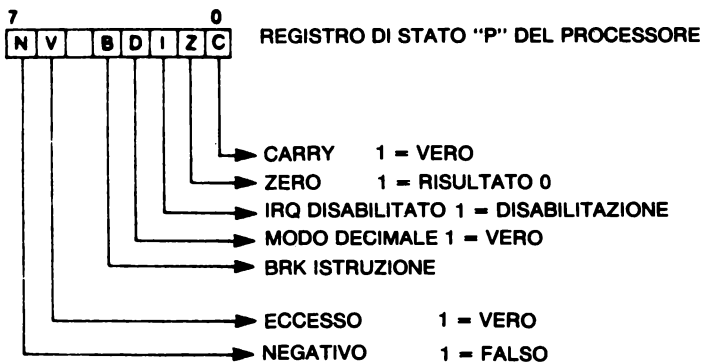 7 0
N V B D I Z C REGISTRO DI STATO “P” DEL PROCESSORE
CARRY 1 = VERO
ZERO 1 = RISULTATO 0
IRQ DISABILITATO 1 = DISABILITAZIONE
MODO DECIMALE 1 = VERO
BRK ISTRUZIONE
ECCESSO 1 = VERO
NEGATIVO 1 = FALSO